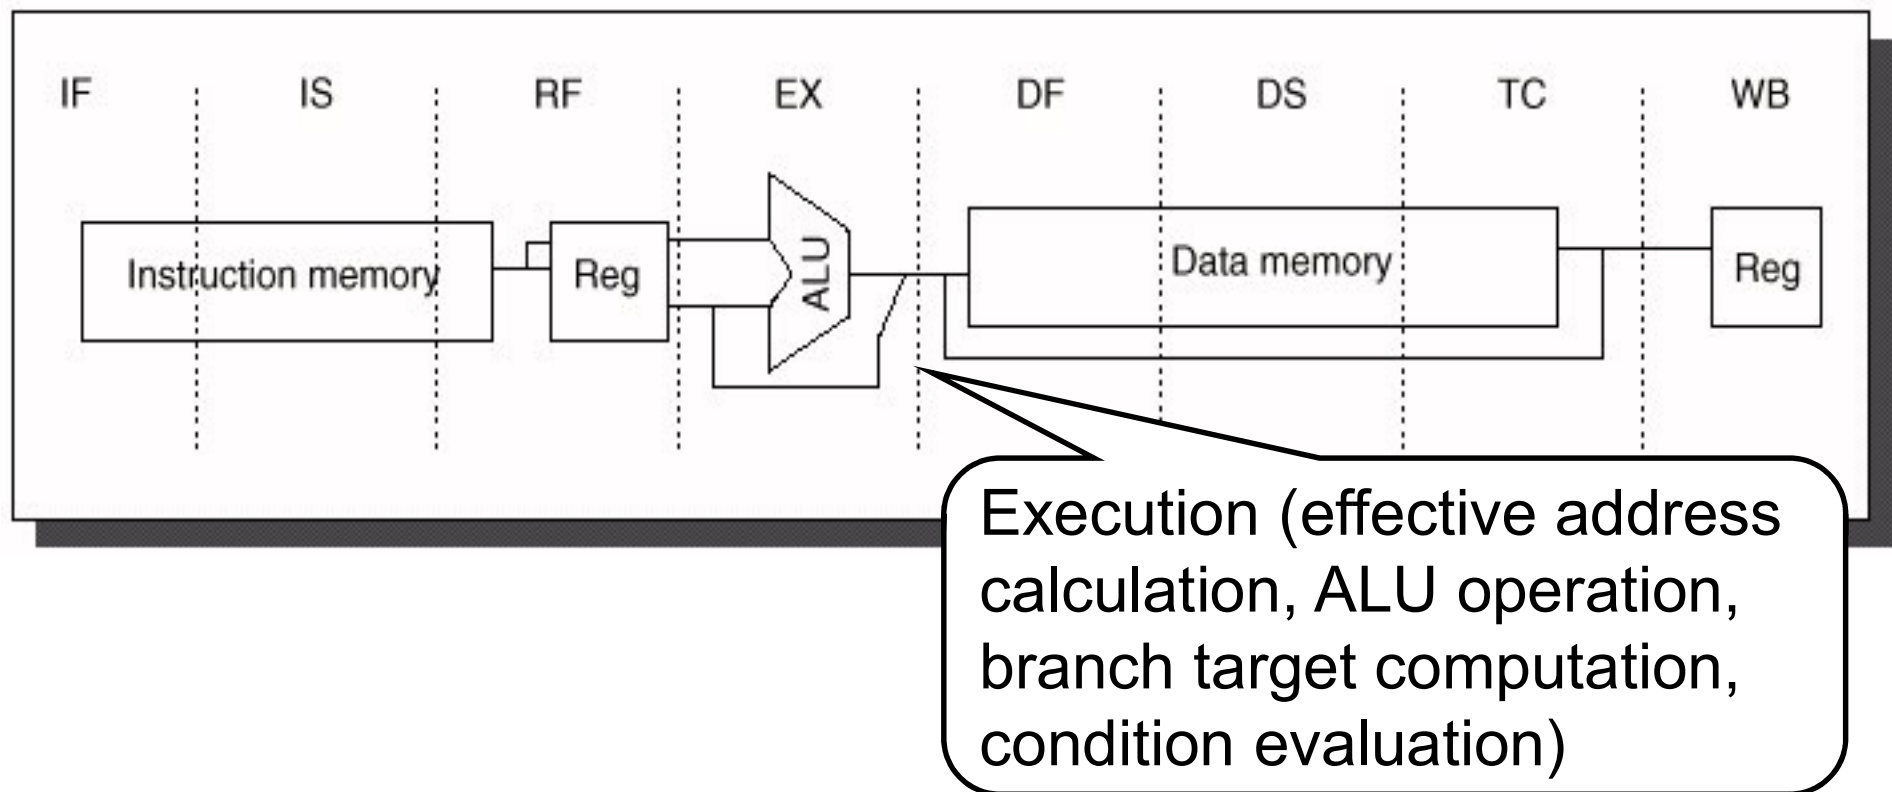 IF IS RF EX DF DS TC WB
Instruction memory Reg ALU Data memory Reg
Execution (effective address
calculation, ALU operation,
branch target computation,
condition evaluation)